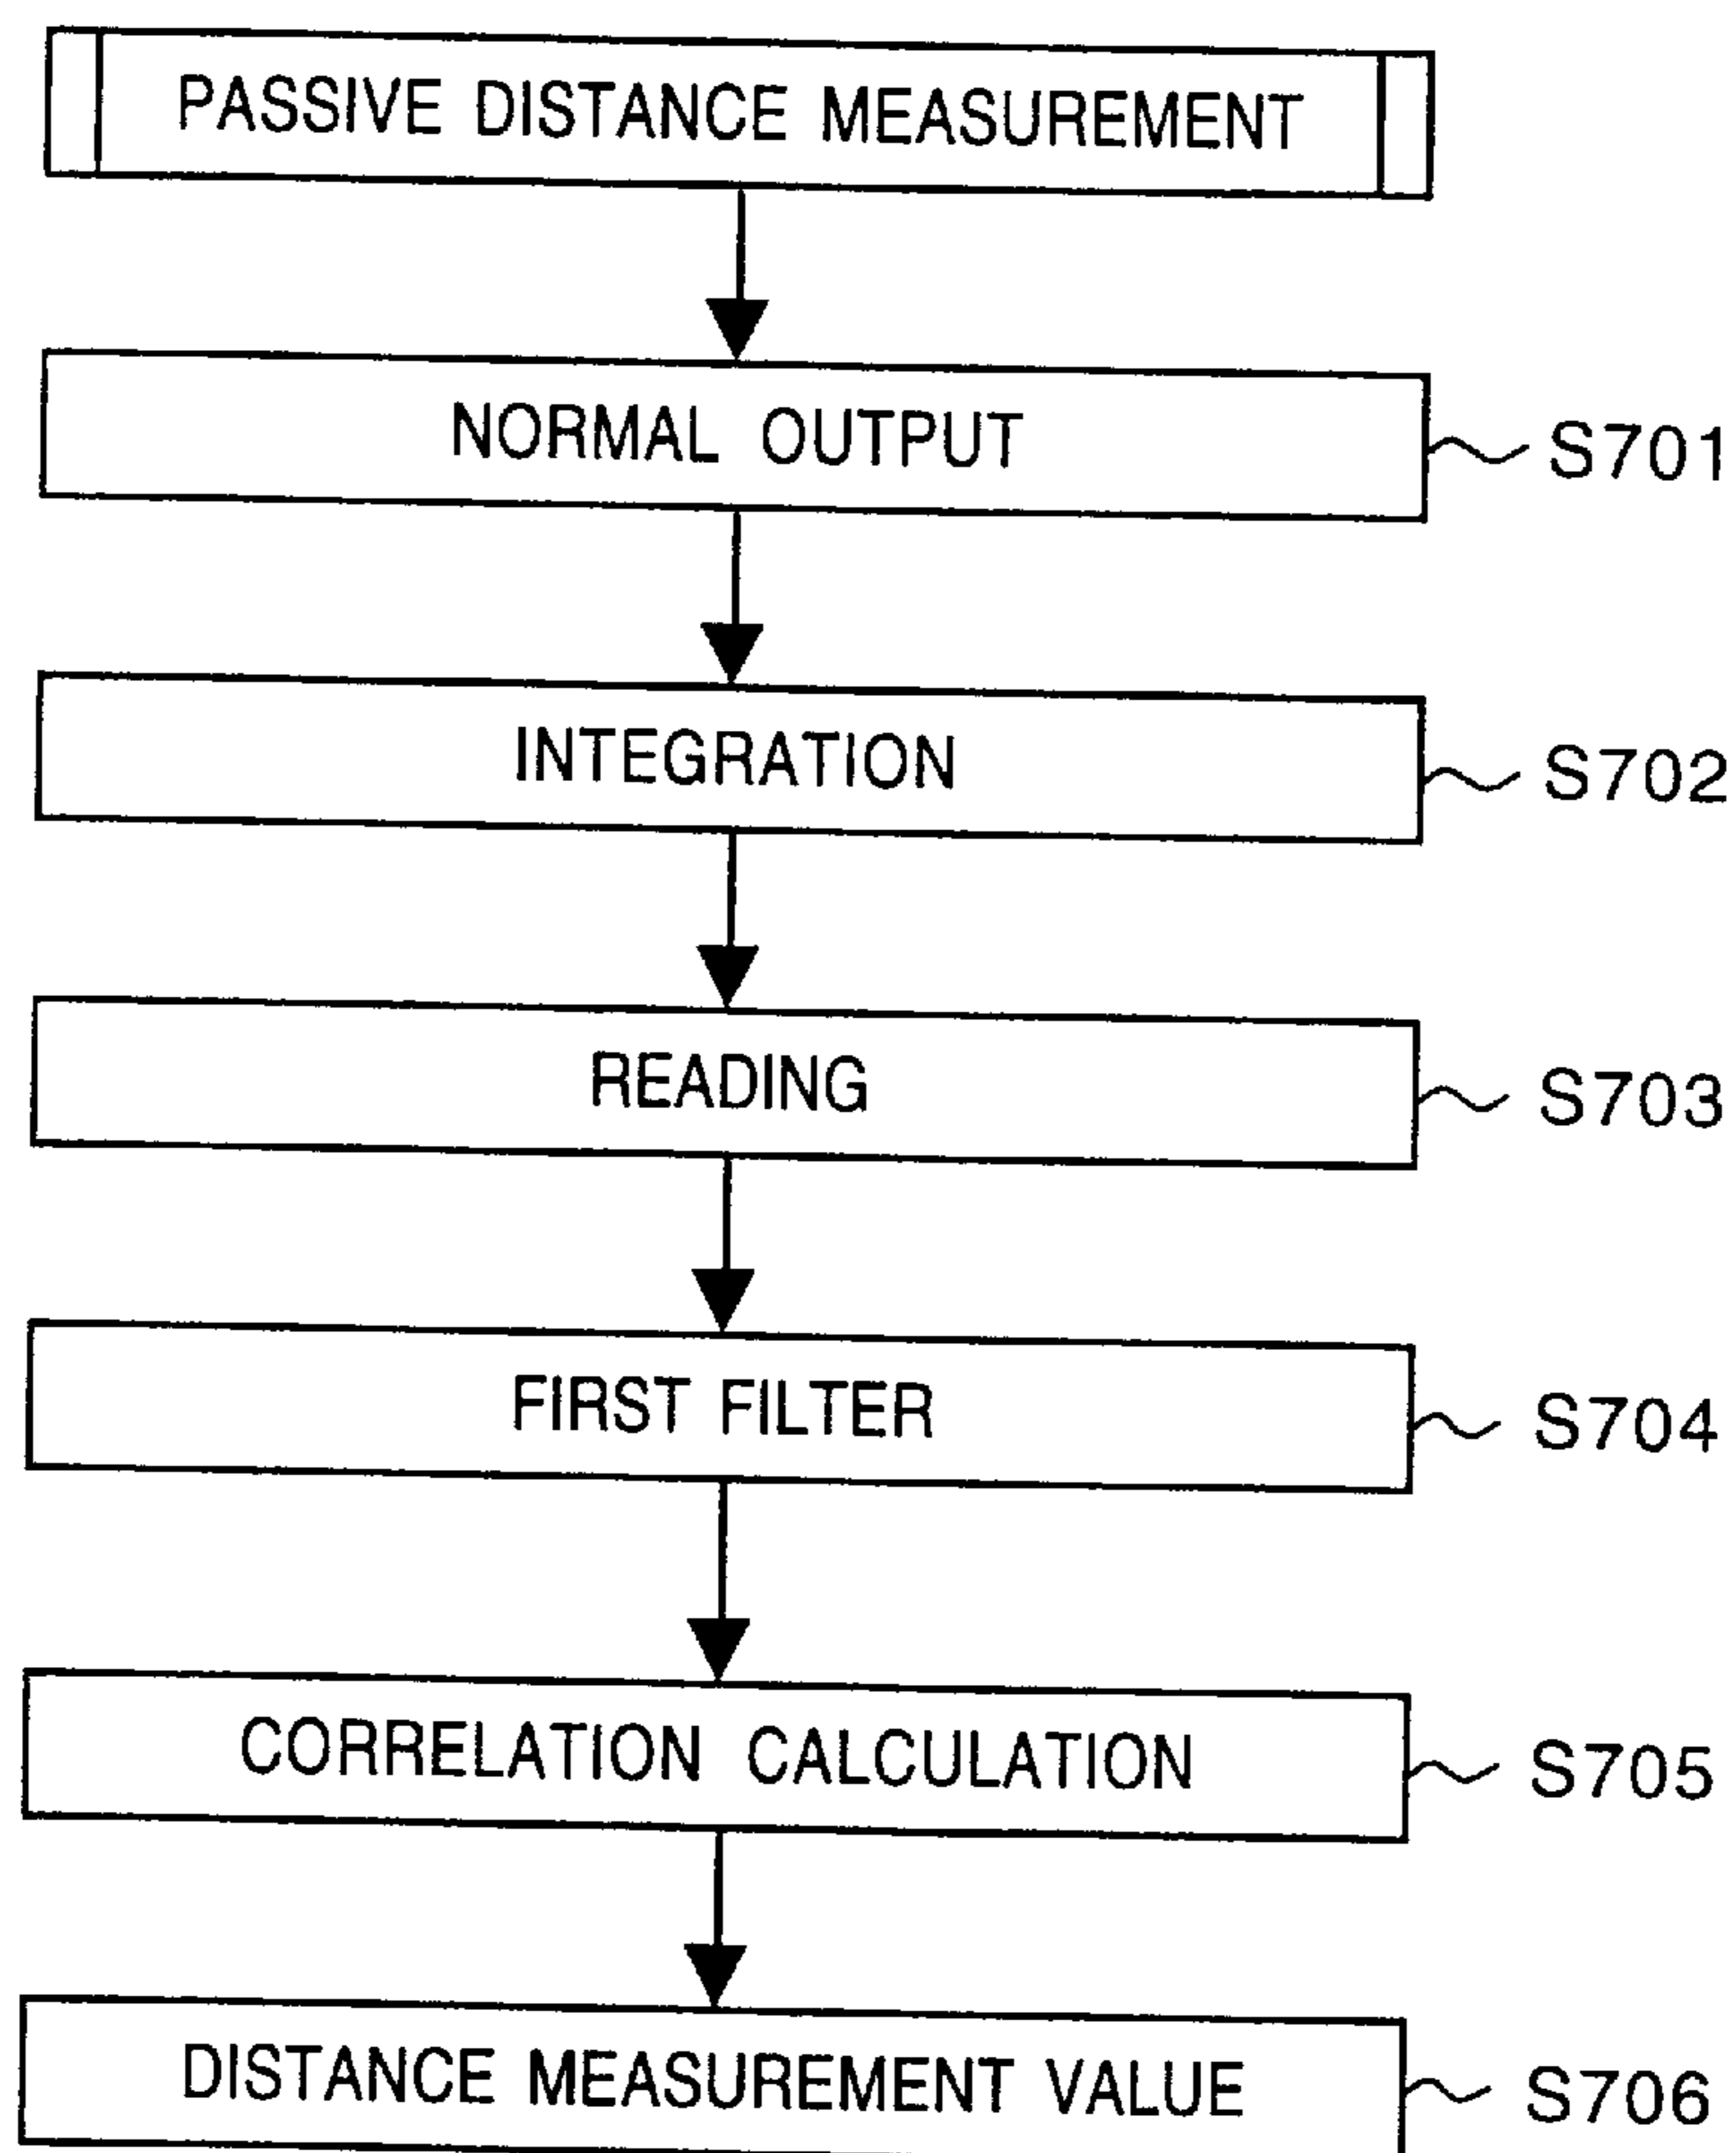 PASSIVE DISTANCE MEASUREMENT
NORMAL OUTPUT
S701
INTEGRATION
S702
READING
S703
FIRST FILTER
S704
CORRELATION CALCULATION
S705
DISTANCE MEASUREMENT VALUE
S706